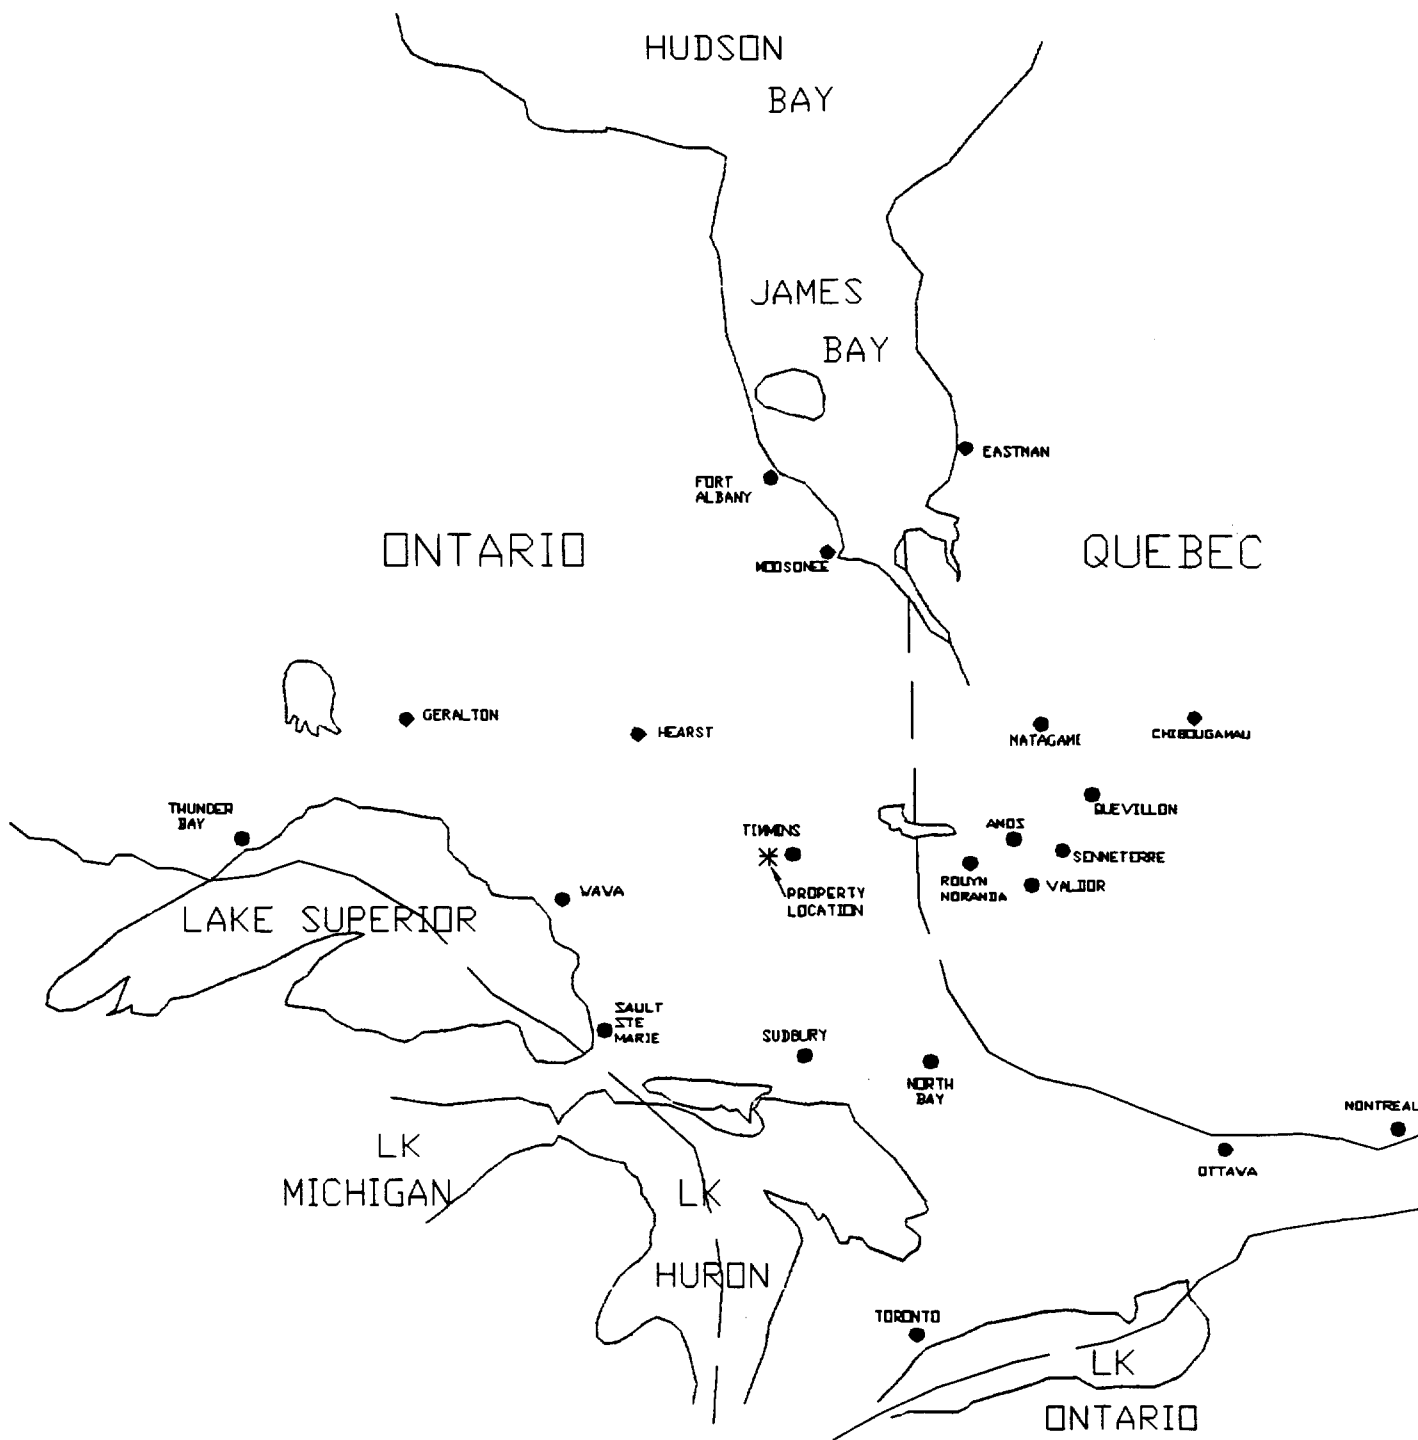 HUDSON
BAY
JAMES
BAY
EASTMAN
FORT
ALBANY
ONTARIO
QUEBEC
MOOSONEE
GERALTON
HEARST
MATAGAMI
CHIBOUGAMAU
THUNDER
BAY
QUEVILLON
TIMMINS
AMOS
SENNETERRE
ROUYN
NORANDA
VALDOR
WAWA
PROPERTY
LOCATION
LAKE SUPERIOR
SAULT
STE
MARIE
SUDBURY
NORTH
BAY
MONTREAL
OTTAWA
LK
MICHIGAN
LK
HURON
TORONTO
LK
ONTARIO